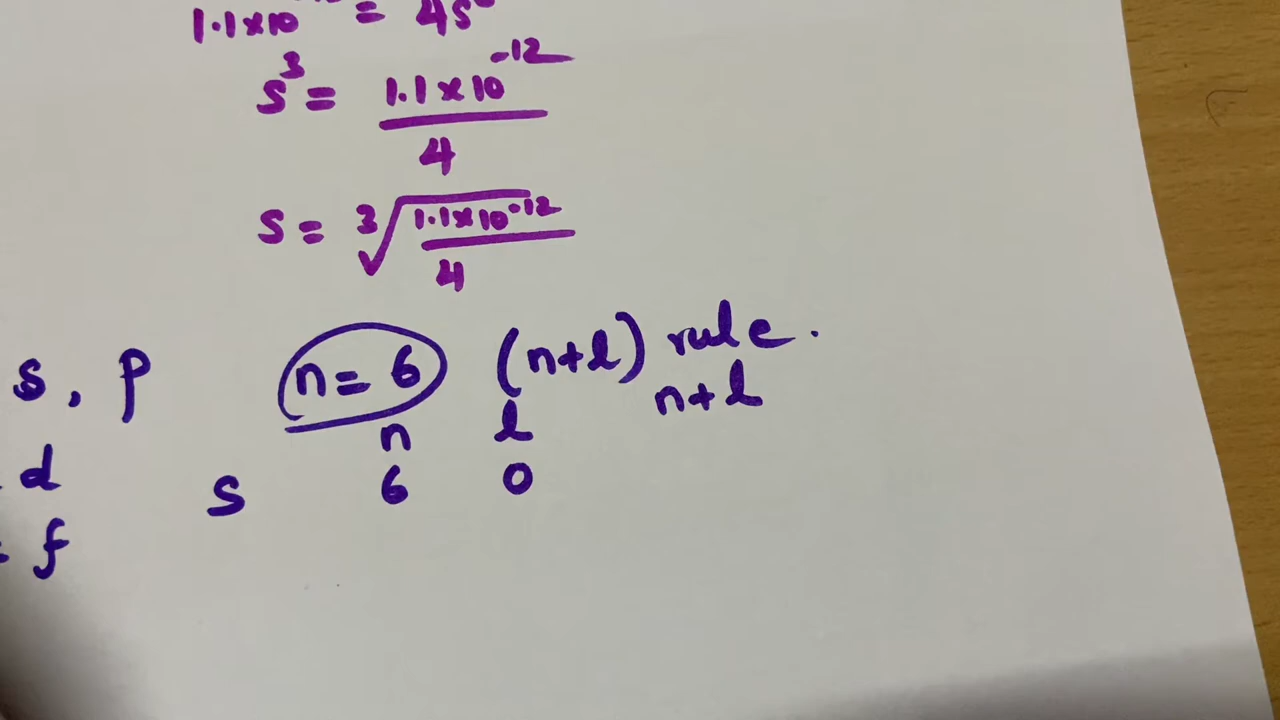 1.1×10 = 4s
s³ = 1.1×10⁻¹² / 4
s = ³√(1.1×10⁻¹² / 4)
s, p n = 6 (n+l) rule.
n l n+l
d s 6 0
f